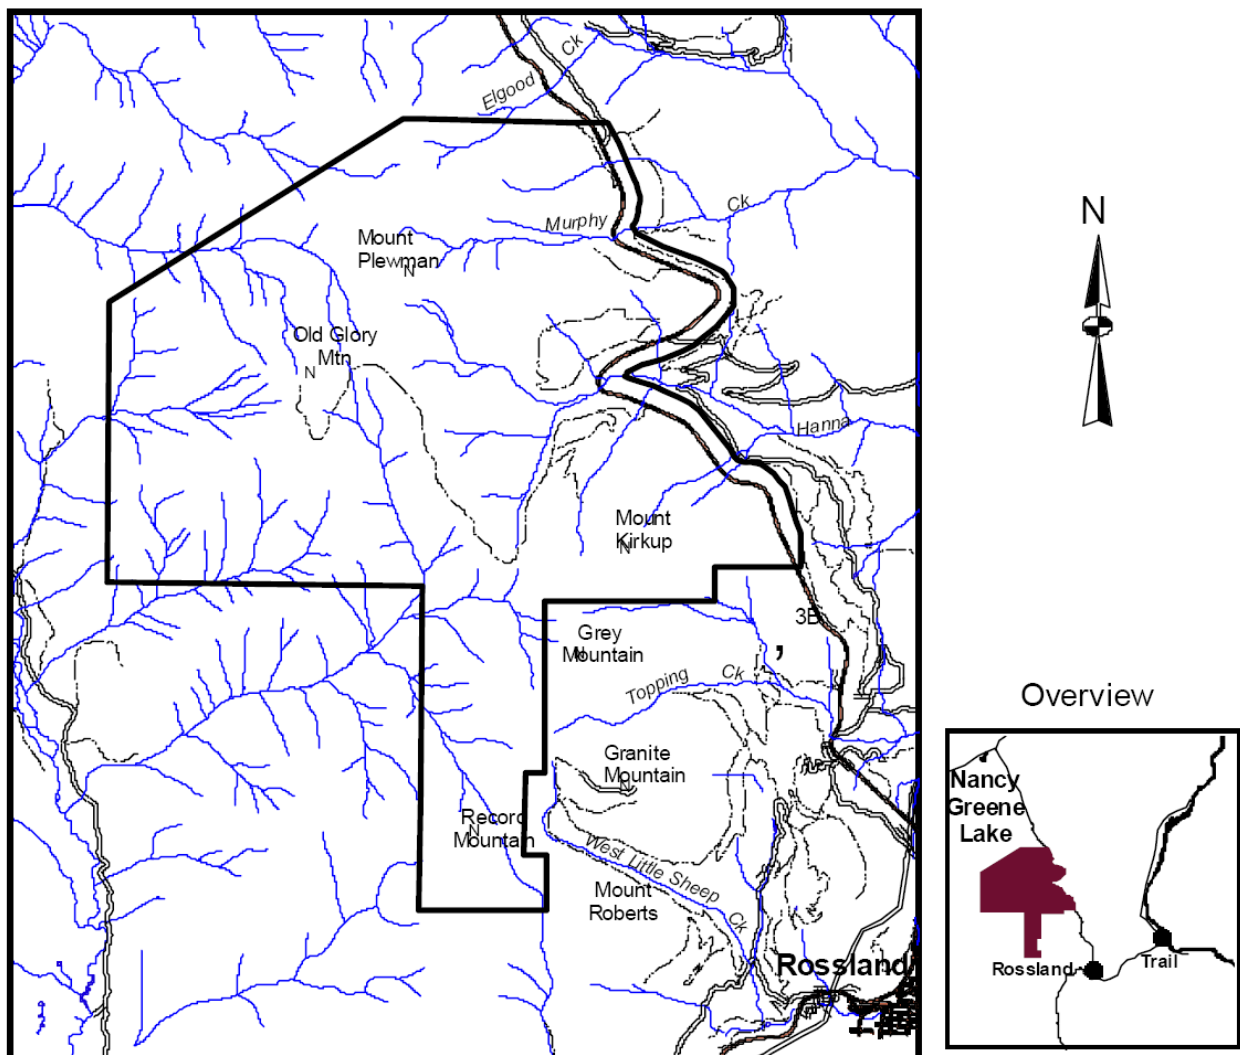 Ck
Elgood
Murphy
Ck
Mount
Plewman
N
Old Glory
Mtn
N
Hanna
Mount
Kirkup
N
3B
Grey
Mountain
N
,
Topping
Ck
Granite
Mountain
N
Record
Mountain
N
West Little Sheep
Ck
Mount
Roberts
Rossland
N
Overview
Nancy
Greene
Lake
Rossland
Trail